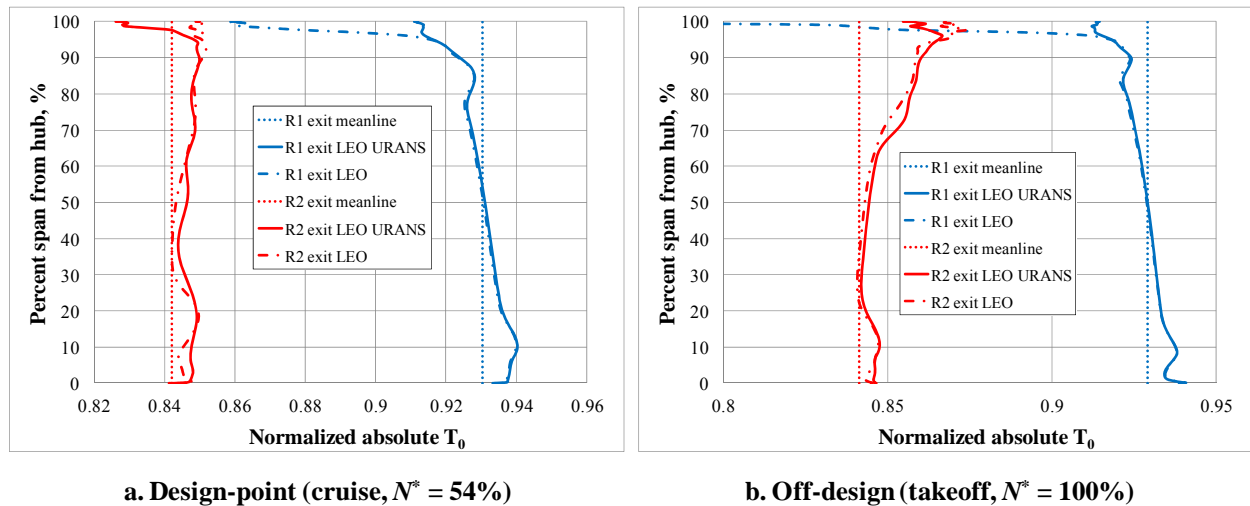 100
90
80
70
60
50
40
30
20
10
0
Percent span from hub, %
R1 exit meanline
R1 exit LEO URANS
R1 exit LEO
R2 exit meanline
R2 exit LEO URANS
R2 exit LEO
0.82 0.84 0.86 0.88 0.9 0.92 0.94 0.96
Normalized absolute T₀
a. Design-point (cruise, N* = 54%)
100
90
80
70
60
50
40
30
20
10
0
Percent span from hub, %
R1 exit meanline
R1 exit LEO URANS
R1 exit LEO
R2 exit meanline
R2 exit LEO URANS
R2 exit LEO
0.8 0.85 0.9 0.95
Normalized absolute T₀
b. Off-design (takeoff, N* = 100%)